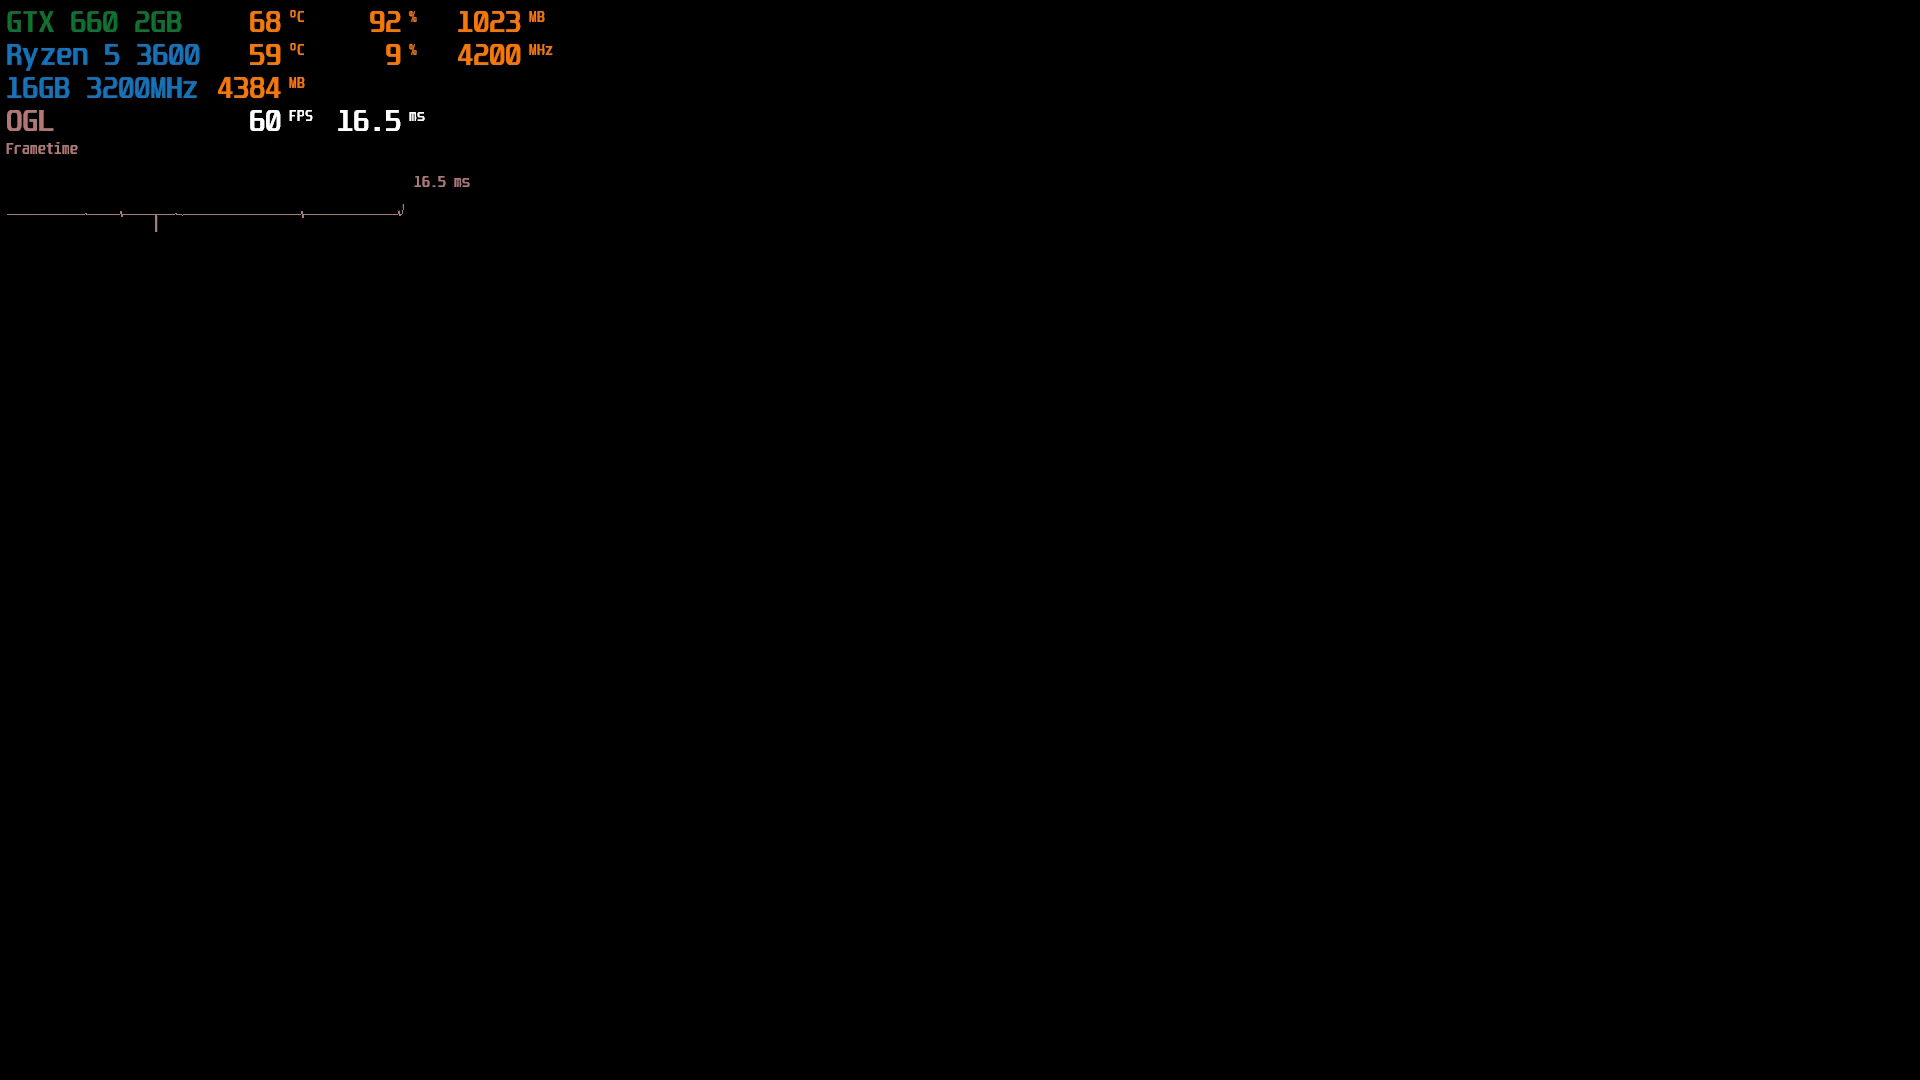 GTX 660 2GB 68 °C 92 % 1023 MB
Ryzen 5 3600 59 °C 9 % 4200 MHz
16GB 3200MHz 4384 MB
OGL 60 FPS 16.5 ms
Frametime
16.5 ms